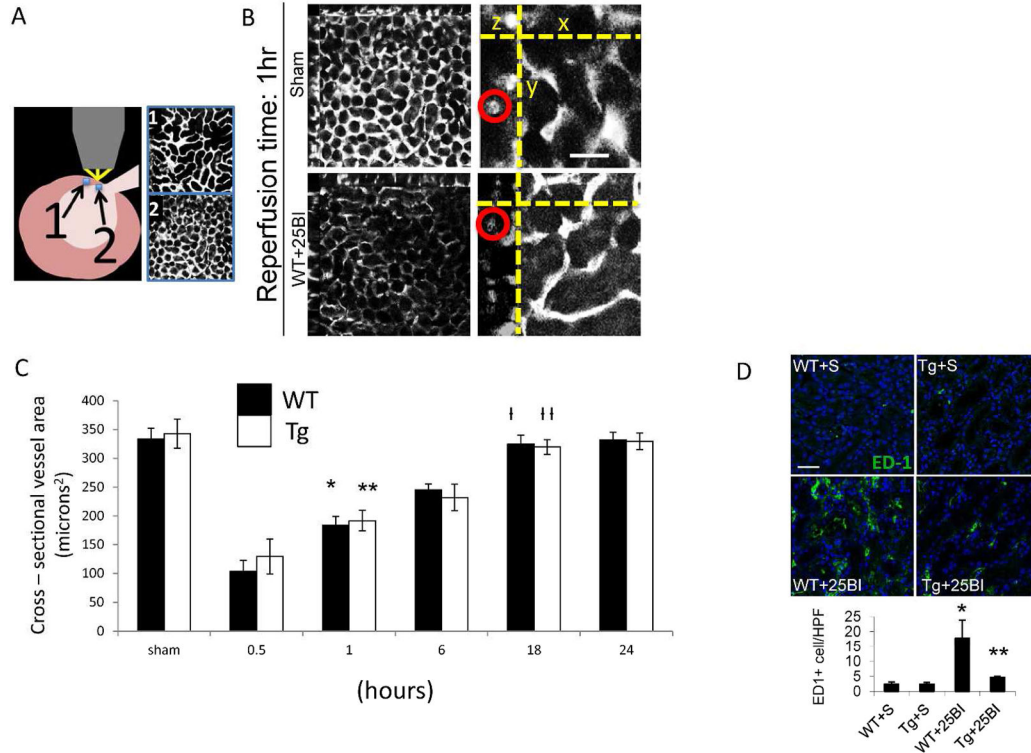 A
1
2
1
2
B
Reperfusion time: 1hr
Sham
WT+25BI
z
x
y
C
Cross – sectional vessel area
(microns2)
400
350
300
250
200
150
100
50
0
WT
Tg
*
**
ƚ
ƚƚ
sham
0.5
1
6
18
24
(hours)
D
WT+S
Tg+S
ED-1
WT+25BI
Tg+25BI
ED1+ cell/HPF
25
20
15
10
5
0
*
**
WT+S
Tg+S
WT+25BI
Tg+25BI